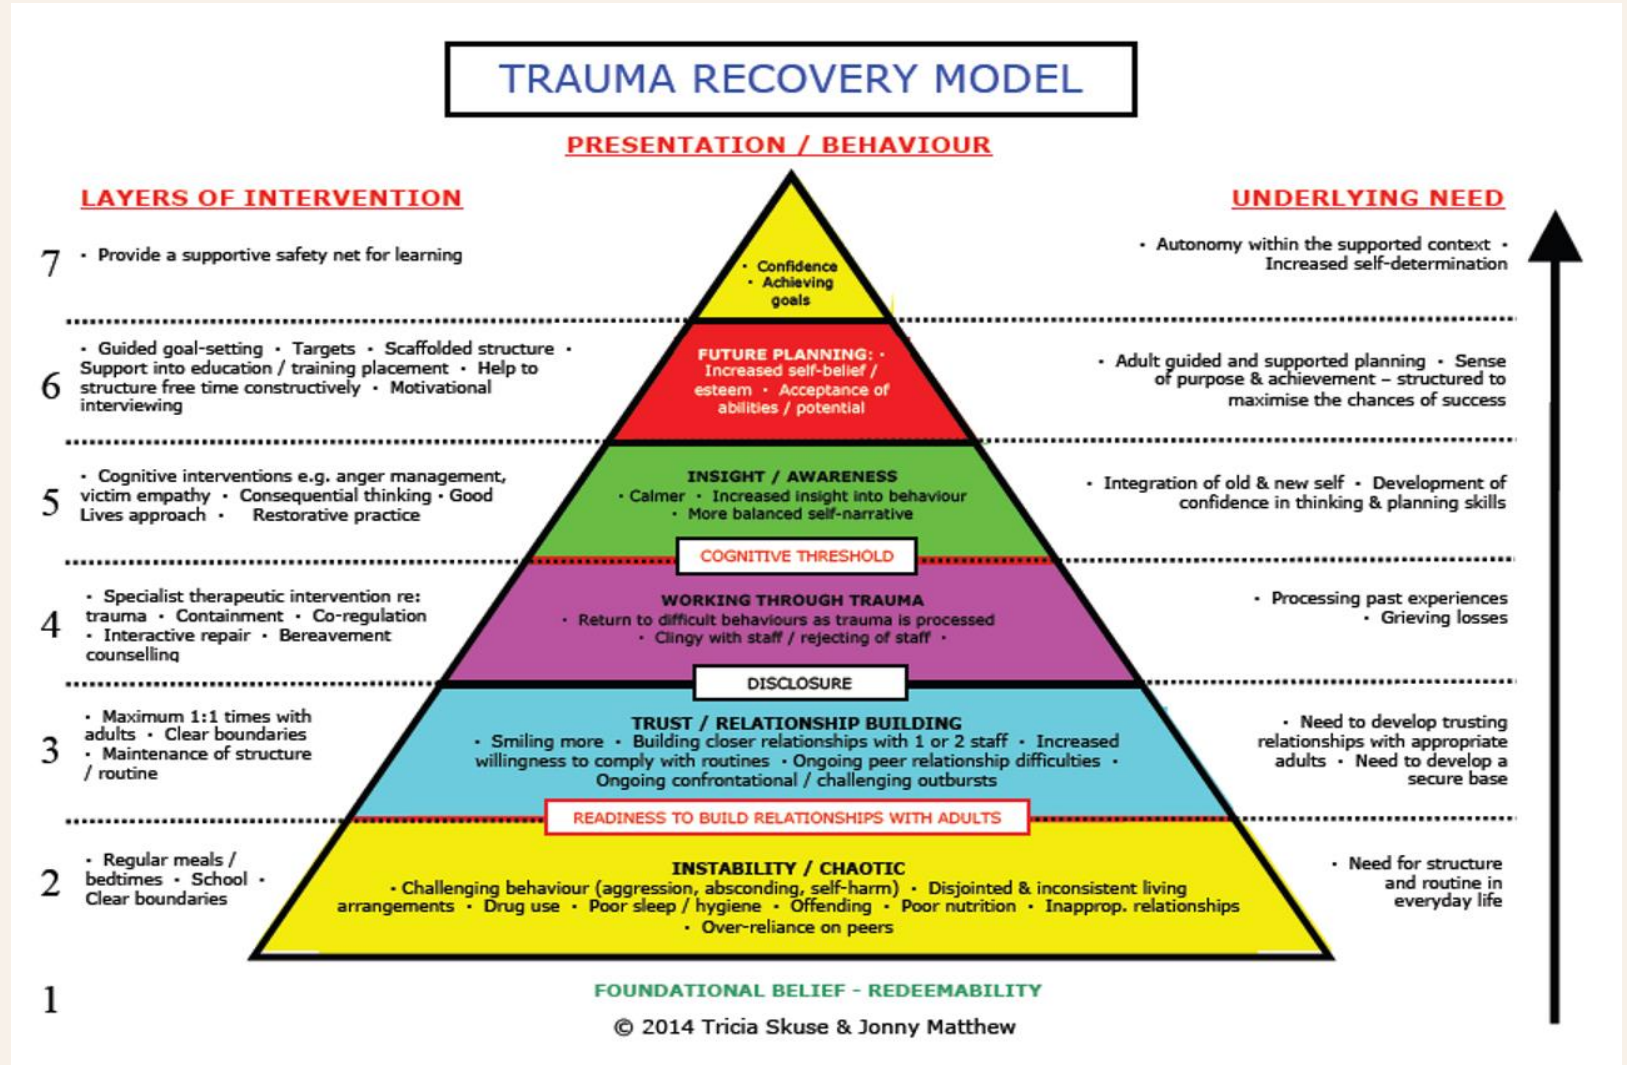 TRAUMA RECOVERY MODEL
PRESENTATION / BEHAVIOUR
LAYERS OF INTERVENTION
UNDERLYING NEED
7
· Provide a supportive safety net for learning
· Confidence
· Achieving
goals
· Autonomy within the supported context ·
Increased self-determination
6
· Guided goal-setting · Targets · Scaffolded structure ·
Support into education / training placement · Help to
structure free time constructively · Motivational
interviewing
FUTURE PLANNING: ·
Increased self-belief /
esteem · Acceptance of
abilities / potential
· Adult guided and supported planning · Sense
of purpose & achievement – structured to
maximise the chances of success
5
· Cognitive interventions e.g. anger management,
victim empathy · Consequential thinking · Good
Lives approach · Restorative practice
INSIGHT / AWARENESS
· Calmer · Increased insight into behaviour
· More balanced self-narrative
· Integration of old & new self · Development of
confidence in thinking & planning skills
COGNITIVE THRESHOLD
4
· Specialist therapeutic intervention re:
trauma · Containment · Co-regulation
· Interactive repair · Bereavement
counselling
WORKING THROUGH TRAUMA
· Return to difficult behaviours as trauma is processed
· Clingy with staff / rejecting of staff ·
· Processing past experiences
· Grieving losses
DISCLOSURE
3
· Maximum 1:1 times with
adults · Clear boundaries
· Maintenance of structure
/ routine
TRUST / RELATIONSHIP BUILDING
· Smiling more · Building closer relationships with 1 or 2 staff · Increased
willingness to comply with routines · Ongoing peer relationship difficulties ·
Ongoing confrontational / challenging outbursts
· Need to develop trusting
relationships with appropriate
adults · Need to develop a
secure base
READINESS TO BUILD RELATIONSHIPS WITH ADULTS
2
· Regular meals /
bedtimes · School ·
Clear boundaries
INSTABILITY / CHAOTIC
· Challenging behaviour (aggression, absconding, self-harm) · Disjointed & inconsistent living
arrangements · Drug use · Poor sleep / hygiene · Offending · Poor nutrition · Inapprop. relationships
· Over-reliance on peers
· Need for structure
and routine in
everyday life
1
FOUNDATIONAL BELIEF - REDEEMABILITY
© 2014 Tricia Skuse & Jonny Matthew